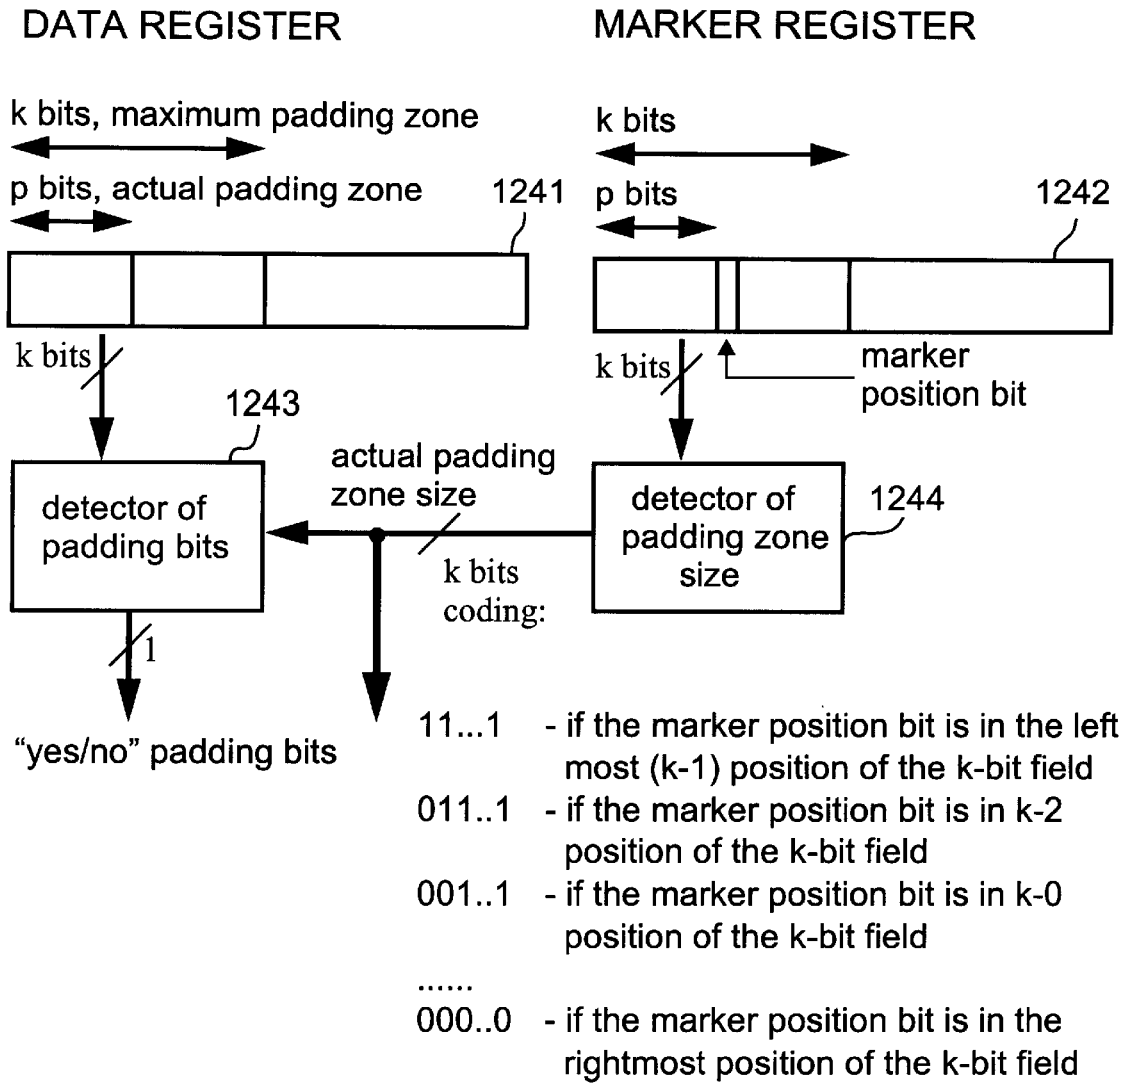 DATA REGISTER
MARKER REGISTER
k bits, maximum padding zone
k bits
p bits, actual padding zone
1241
p bits
1242
k bits
k bits
marker
position bit
1243
detector of
padding bits
actual padding
zone size
k bits
coding:
detector of
padding zone
size
1244
1
"yes/no" padding bits
11...1 - if the marker position bit is in the left
most (k-1) position of the k-bit field
011..1 - if the marker position bit is in k-2
position of the k-bit field
001..1 - if the marker position bit is in k-0
position of the k-bit field
......
000..0 - if the marker position bit is in the
rightmost position of the k-bit field